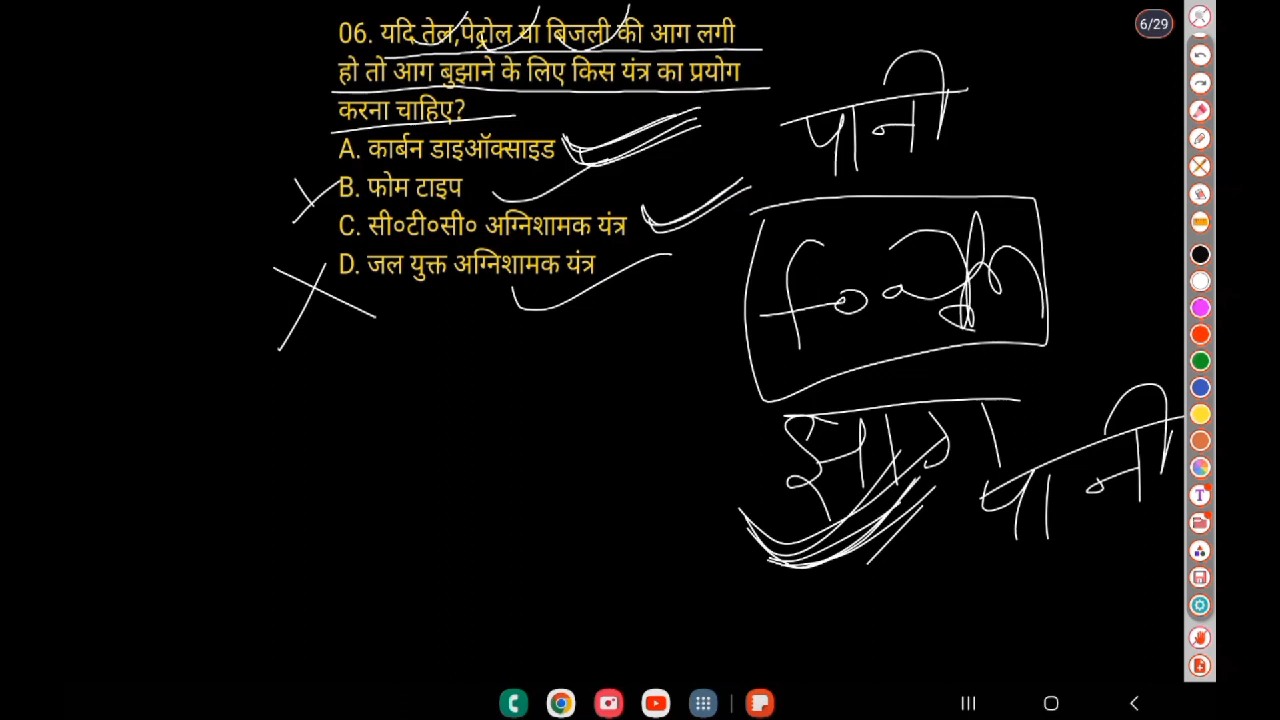 6/29
06. यदि तेल,पेट्रोल या बिजली की आग लगी
हो तो आग बुझाने के लिए किस यंत्र का प्रयोग
करना चाहिए?
A. कार्बन डाइऑक्साइड
B. फोम टाइप
C. सी०टी०सी० अग्निशामक यंत्र
D. जल युक्त अग्निशामक यंत्र
पानी
foam
झाग
पानी
T